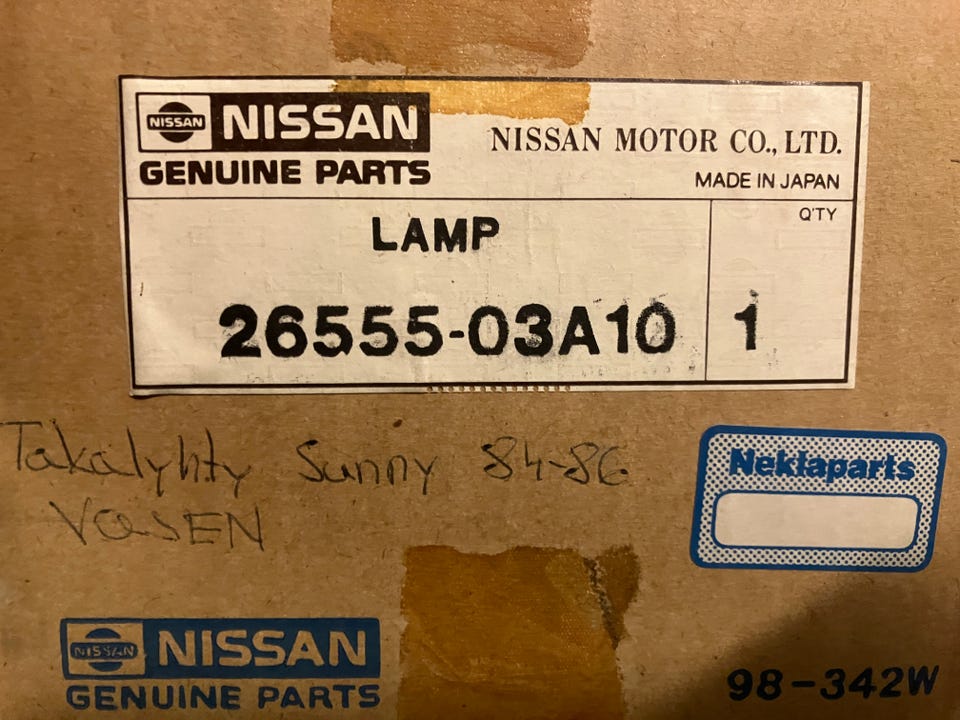 NISSAN NISSAN
GENUINE PARTS
NISSAN MOTOR CO., LTD.
MADE IN JAPAN
LAMP
Q'TY
26555-03A10
1
Takalyhty Sunny 84-86
VasEN
Neklaparts
NISSAN NISSAN
GENUINE PARTS
98-342W